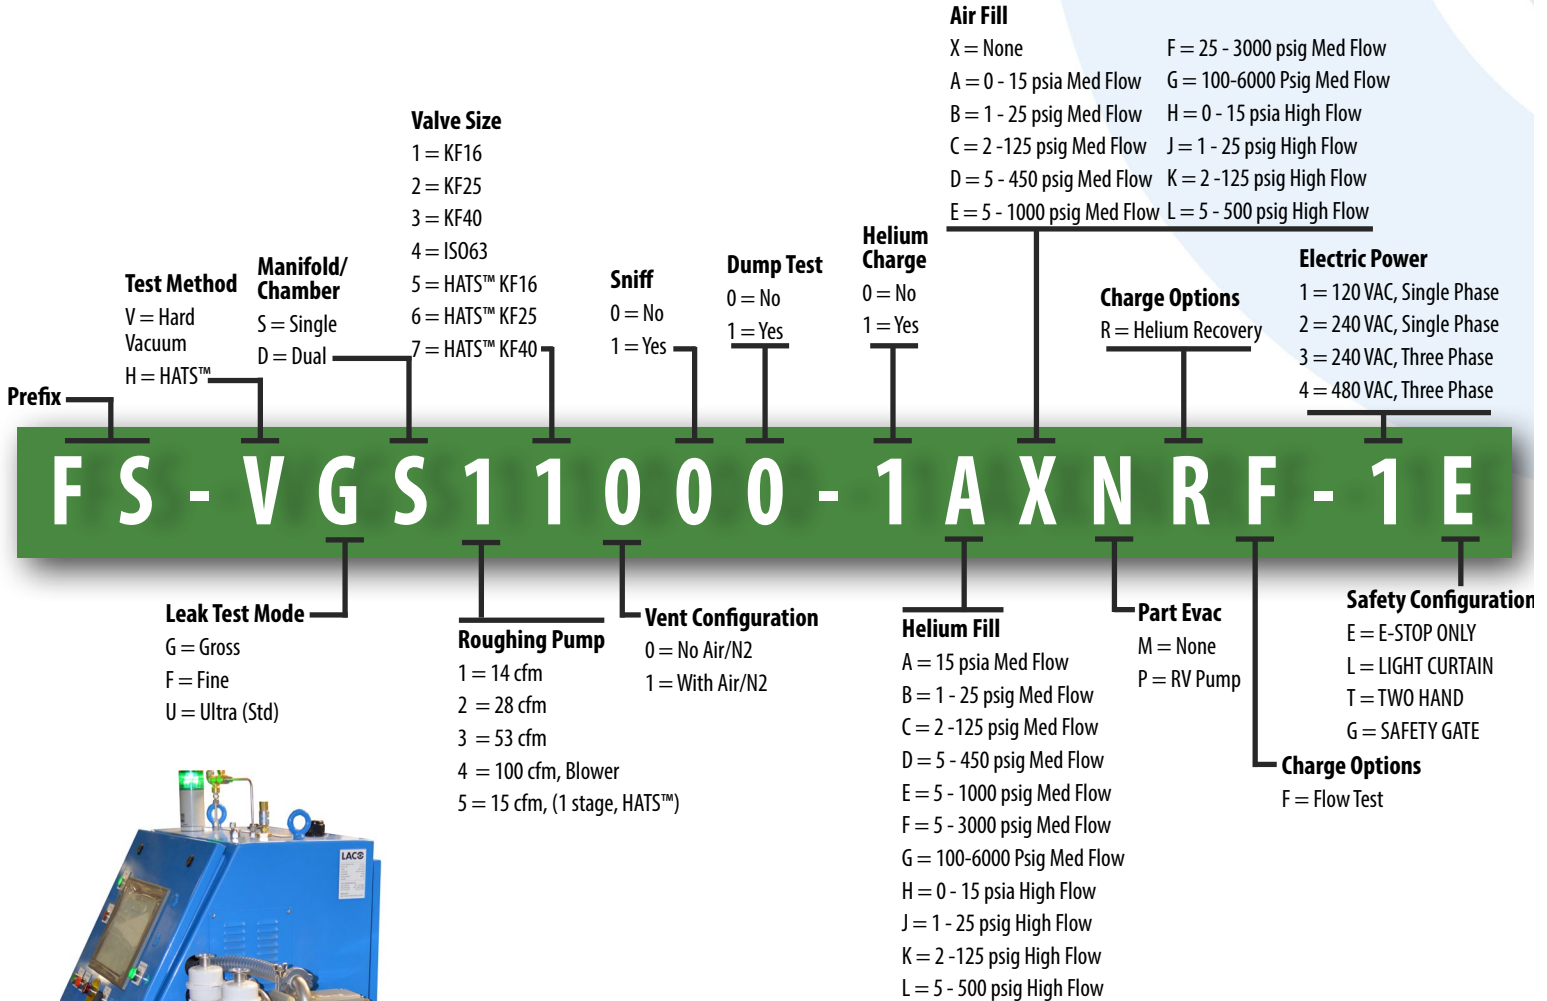 Air Fill
X = None
A = 0 - 15 psia Med Flow
B = 1 - 25 psig Med Flow
C = 2 -125 psig Med Flow
D = 5 - 450 psig Med Flow
E = 5 - 1000 psig Med Flow
F = 25 - 3000 psig Med Flow
G = 100-6000 Psig Med Flow
H = 0 - 15 psia High Flow
J = 1 - 25 psig High Flow
K = 2 -125 psig High Flow
L = 5 - 500 psig High Flow
Valve Size
1 = KF16
2 = KF25
3 = KF40
4 = ISO63
5 = HATS™ KF16
6 = HATS™ KF25
7 = HATS™ KF40
Prefix
Test Method
V = Hard
Vacuum
H = HATS™
Manifold/
Chamber
S = Single
D = Dual
Sniff
0 = No
1 = Yes
Dump Test
0 = No
1 = Yes
Helium
Charge
0 = No
1 = Yes
Charge Options
R = Helium Recovery
Electric Power
1 = 120 VAC, Single Phase
2 = 240 VAC, Single Phase
3 = 240 VAC, Three Phase
4 = 480 VAC, Three Phase
FS-VGS11000-1AXNRF-1E
Leak Test Mode
G = Gross
F = Fine
U = Ultra (Std)
Roughing Pump
1 = 14 cfm
2 = 28 cfm
3 = 53 cfm
4 = 100 cfm, Blower
5 = 15 cfm, (1 stage, HATS™)
Vent Configuration
0 = No Air/N2
1 = With Air/N2
Helium Fill
A = 15 psia Med Flow
B = 1 - 25 psig Med Flow
C = 2 -125 psig Med Flow
D = 5 - 450 psig Med Flow
E = 5 - 1000 psig Med Flow
F = 5 - 3000 psig Med Flow
G = 100-6000 Psig Med Flow
H = 0 - 15 psia High Flow
J = 1 - 25 psig High Flow
K = 2 -125 psig High Flow
L = 5 - 500 psig High Flow
Part Evac
M = None
P = RV Pump
Charge Options
F = Flow Test
Safety Configuration
E = E-STOP ONLY
L = LIGHT CURTAIN
T = TWO HAND
G = SAFETY GATE
LACO